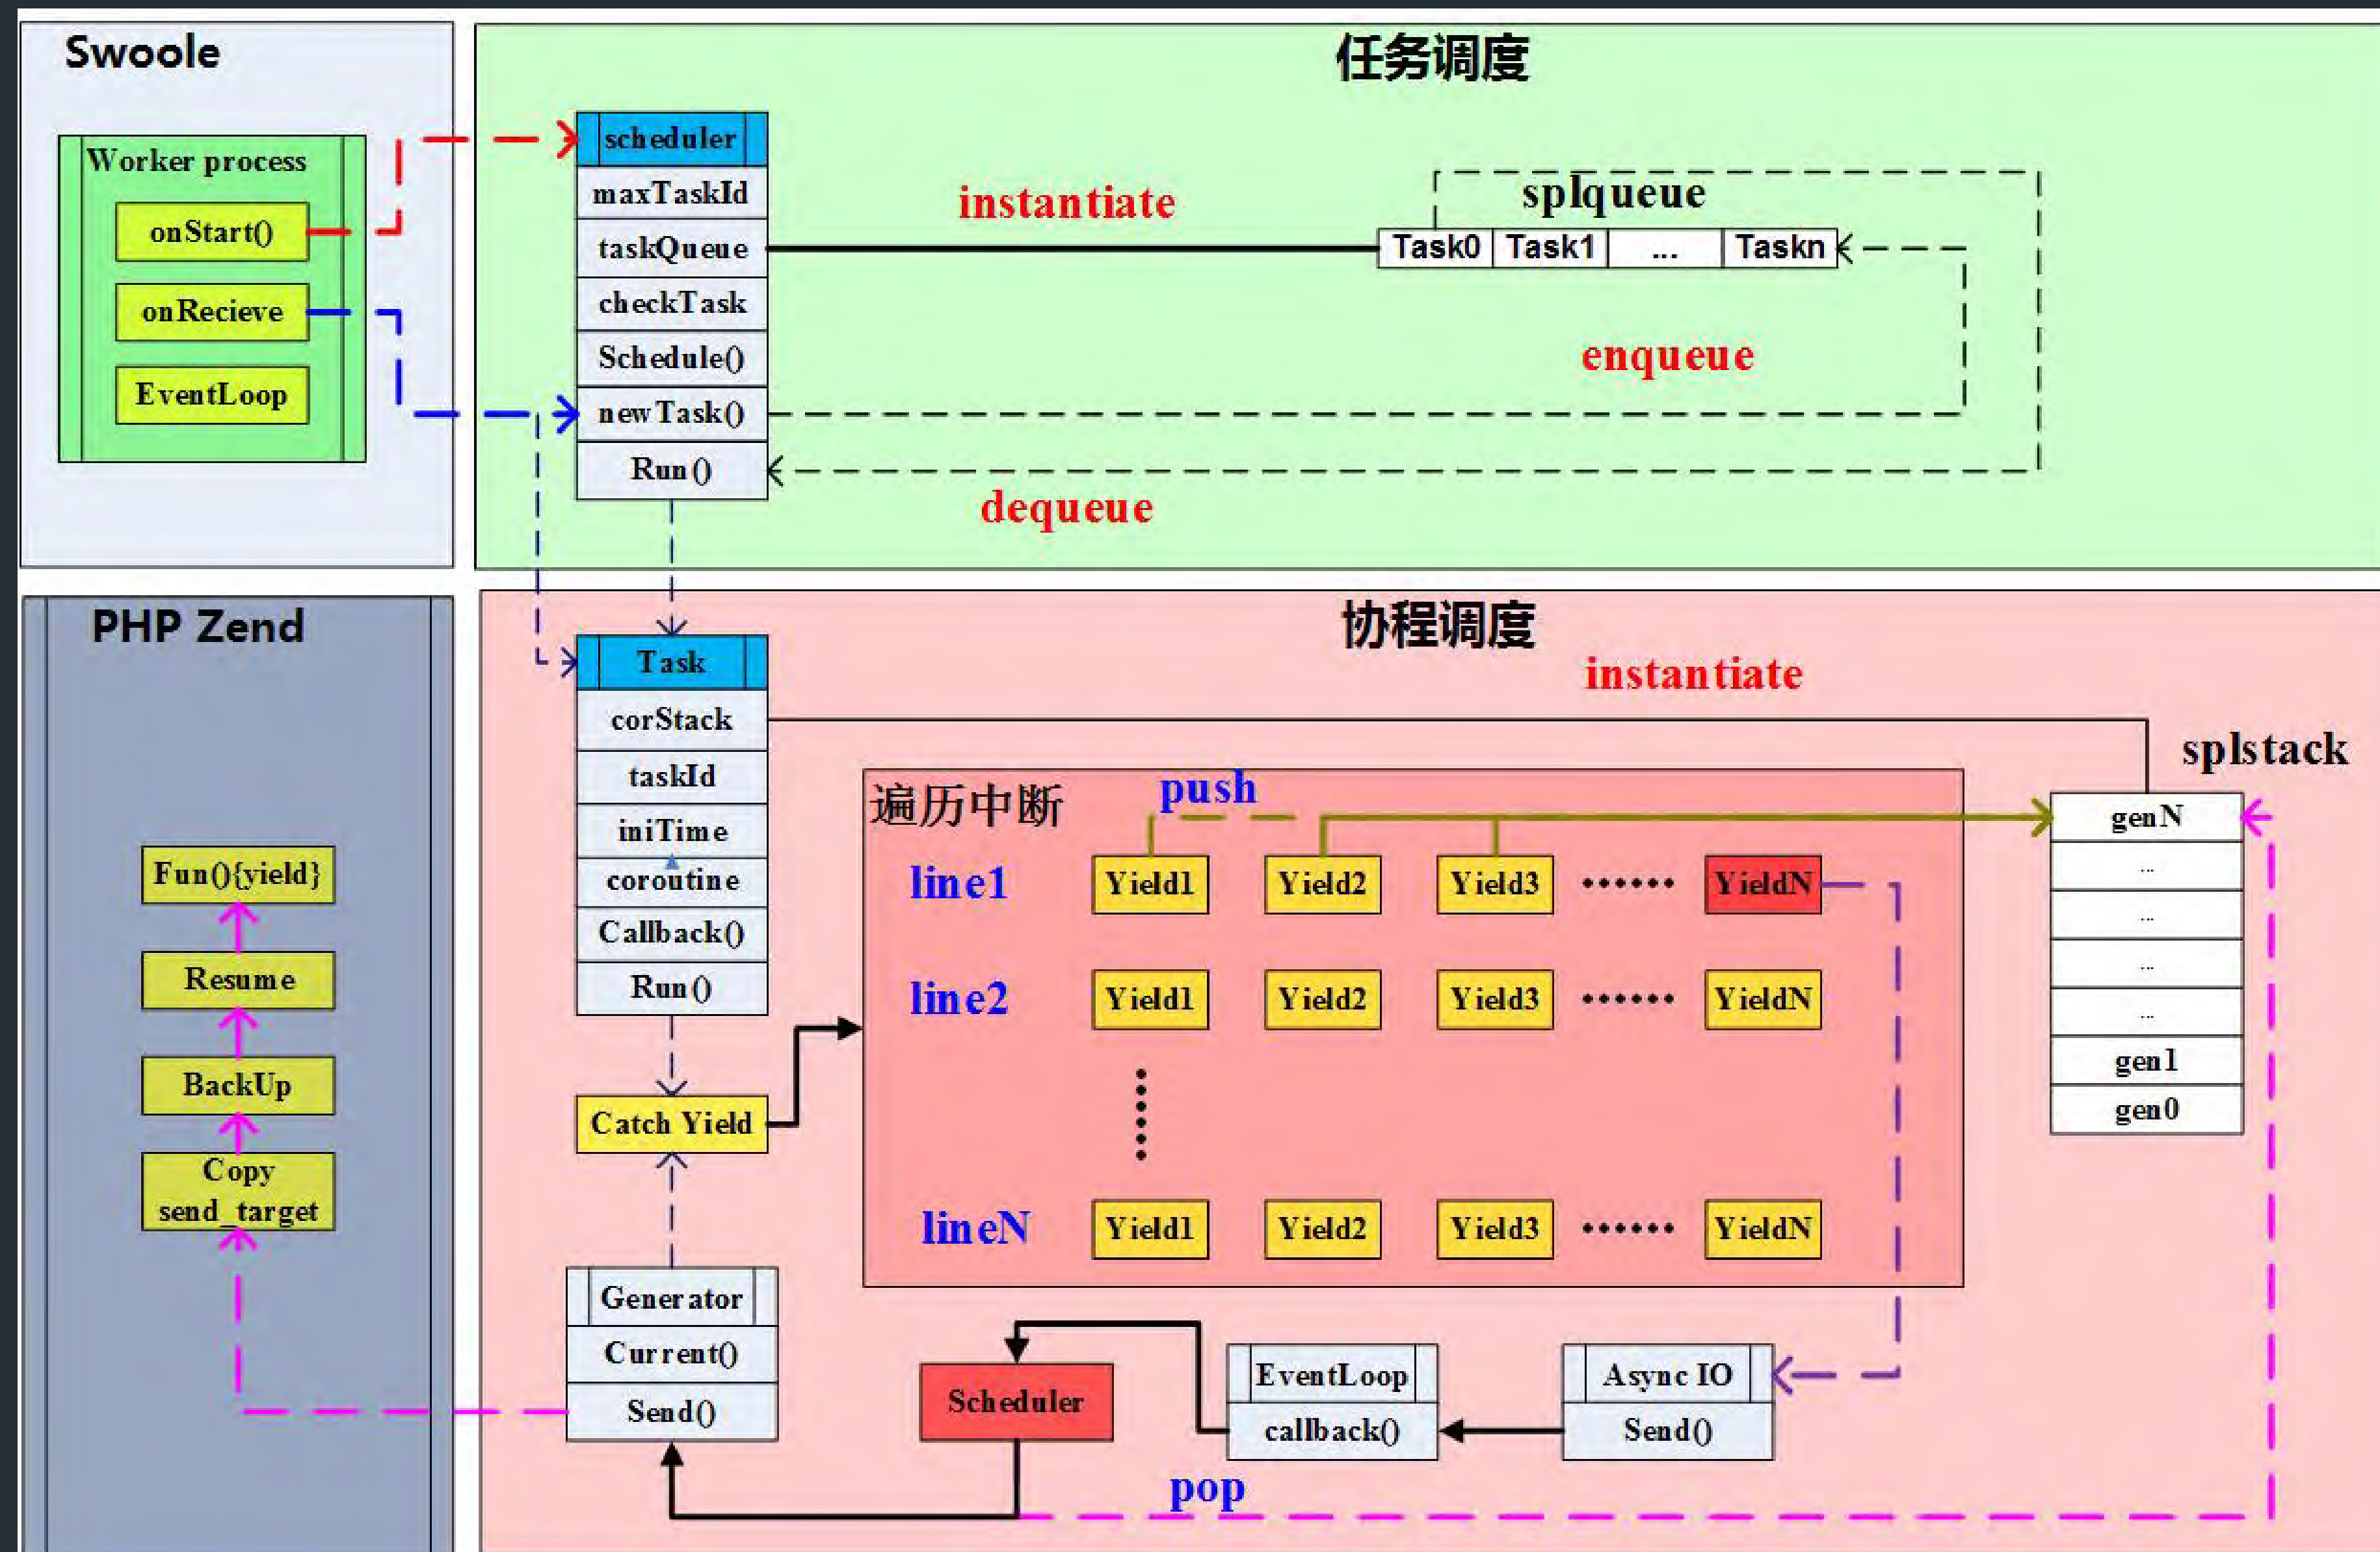 Swoole
Worker process
onStart()
onRecieve
EventLoop
任务调度
scheduler
maxTaskId
taskQueue
checkTask
Schedule()
newTask()
Run()
instantiate
splqueue
Task0 Task1 ... Taskn
enqueue
dequeue
PHP Zend
Fun(){yield}
Resume
BackUp
Copy
send_target
协程调度
Task
corStack
taskId
iniTime
coroutine
Callback()
Run()
Catch Yield
Generator
Current()
Send()
instantiate
splstack
genN
...
...
...
...
gen1
gen0
遍历中断
push
line1 Yield1 Yield2 Yield3 ...... YieldN
line2 Yield1 Yield2 Yield3 ...... YieldN
lineN Yield1 Yield2 Yield3 ...... YieldN
Scheduler
EventLoop
callback()
Async IO
Send()
pop